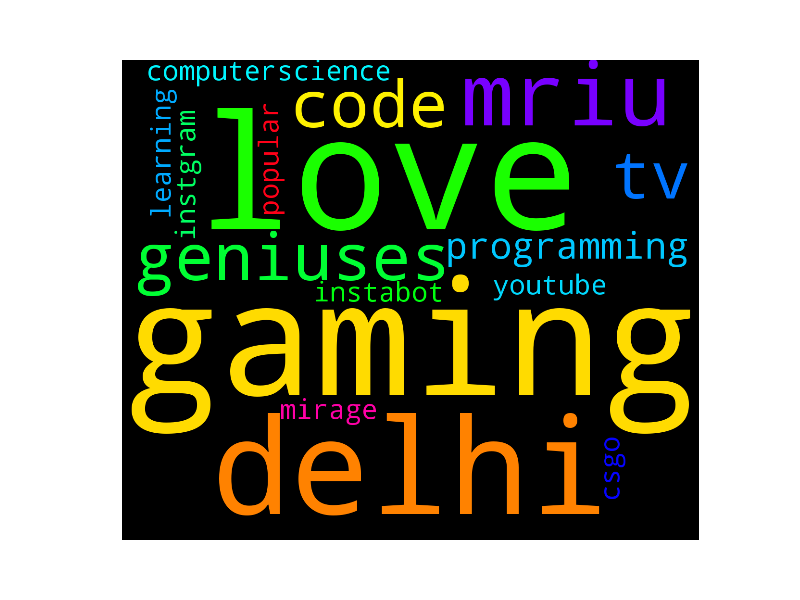 computerscience
mriu
code
learning
instgram
popular
love
tv
geniuses
programming
instabot
youtube
gaming
mirage
delhi
csgo